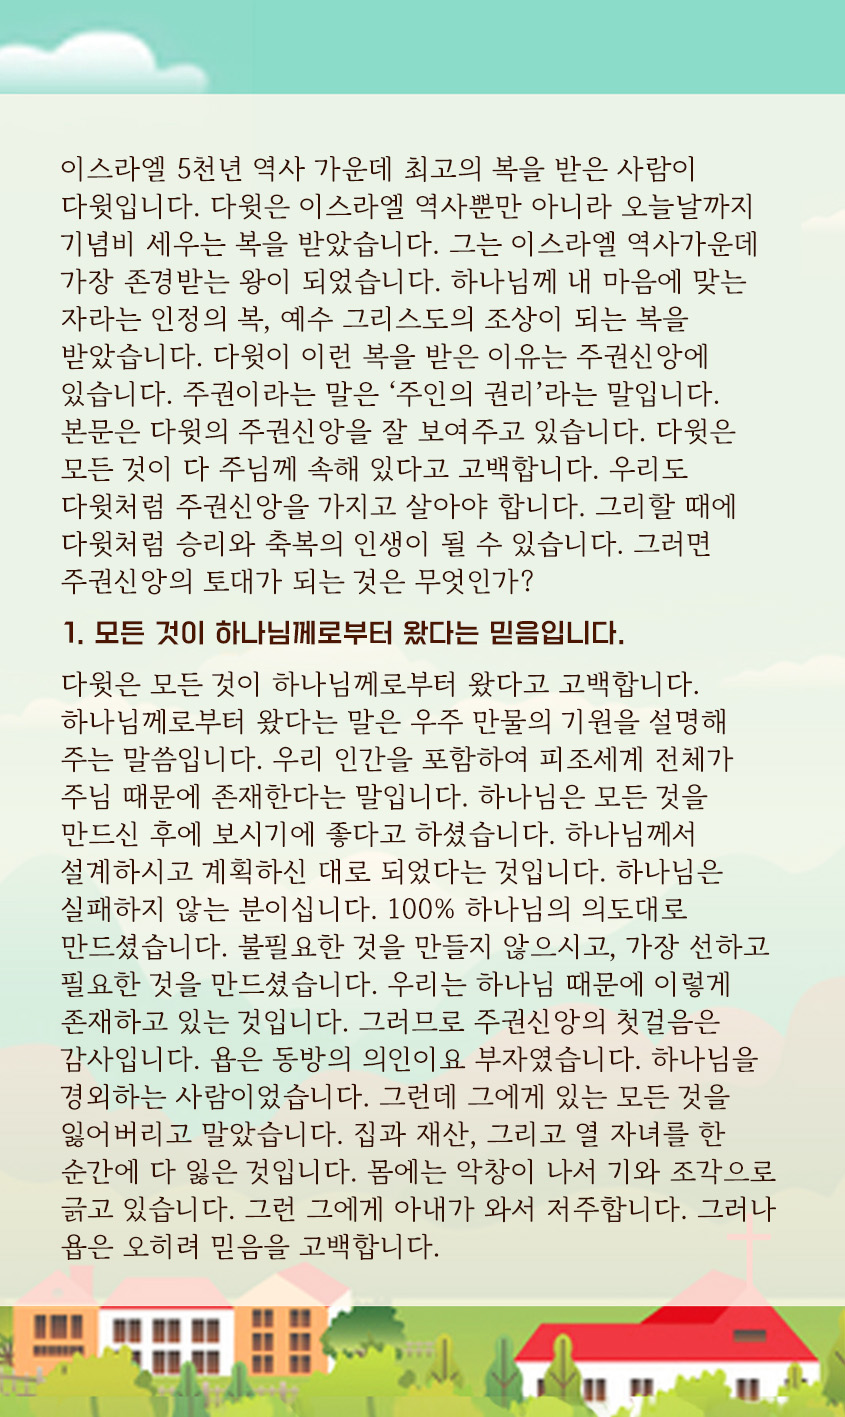 이스라엘 5천년 역사 가운데 최고의 복을 받은 사람이
다윗입니다. 다윗은 이스라엘 역사뿐만 아니라 오늘날까지
기념비 세우는 복을 받았습니다. 그는 이스라엘 역사가운데
가장 존경받는 왕이 되었습니다. 하나님께 내 마음에 맞는
자라는 인정의 복, 예수 그리스도의 조상이 되는 복을
받았습니다. 다윗이 이런 복을 받은 이유는 주권신앙에
있습니다. 주권이라는 말은 ‘주인의 권리’라는 말입니다.
본문은 다윗의 주권신앙을 잘 보여주고 있습니다. 다윗은
모든 것이 다 주님께 속해 있다고 고백합니다. 우리도
다윗처럼 주권신앙을 가지고 살아야 합니다. 그리할 때에
다윗처럼 승리와 축복의 인생이 될 수 있습니다. 그러면
주권신앙의 토대가 되는 것은 무엇인가?
1. 모든 것이 하나님께로부터 왔다는 믿음입니다.
다윗은 모든 것이 하나님께로부터 왔다고 고백합니다.
하나님께로부터 왔다는 말은 우주 만물의 기원을 설명해
주는 말씀입니다. 우리 인간을 포함하여 피조세계 전체가
주님 때문에 존재한다는 말입니다. 하나님은 모든 것을
만드신 후에 보시기에 좋다고 하셨습니다. 하나님께서
설계하시고 계획하신 대로 되었다는 것입니다. 하나님은
실패하지 않는 분이십니다. 100% 하나님의 의도대로
만드셨습니다. 불필요한 것을 만들지 않으시고, 가장 선하고
필요한 것을 만드셨습니다. 우리는 하나님 때문에 이렇게
존재하고 있는 것입니다. 그러므로 주권신앙의 첫걸음은
감사입니다. 욥은 동방의 의인이요 부자였습니다. 하나님을
경외하는 사람이었습니다. 그런데 그에게 있는 모든 것을
잃어버리고 말았습니다. 집과 재산, 그리고 열 자녀를 한
순간에 다 잃은 것입니다. 몸에는 악창이 나서 기와 조각으로
긁고 있습니다. 그런 그에게 아내가 와서 저주합니다. 그러나
욥은 오히려 믿음을 고백합니다.